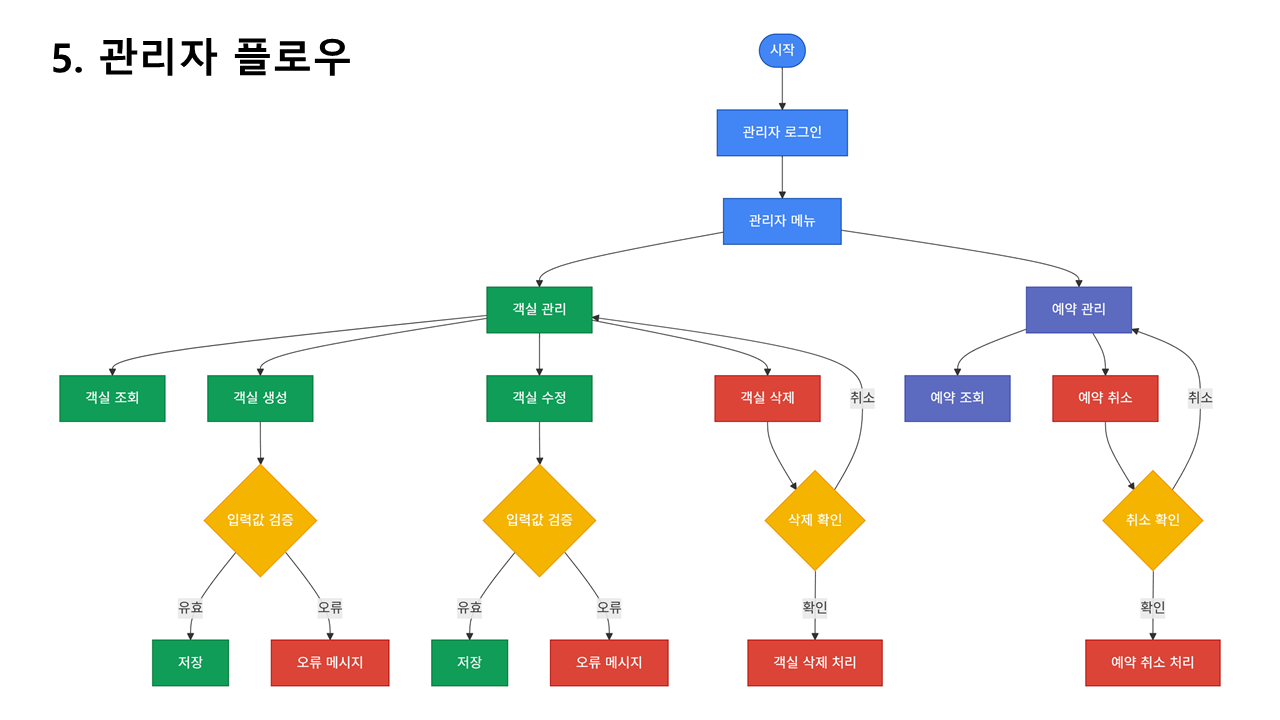 5. 관리자 플로우
시작
관리자 로그인
관리자 메뉴
객실 관리
예약 관리
객실 조회
객실 생성
객실 수정
객실 삭제
취소
예약 조회
예약 취소
취소
입력값 검증
입력값 검증
삭제 확인
취소 확인
유효
오류
유효
오류
확인
확인
저장
오류 메시지
저장
오류 메시지
객실 삭제 처리
예약 취소 처리